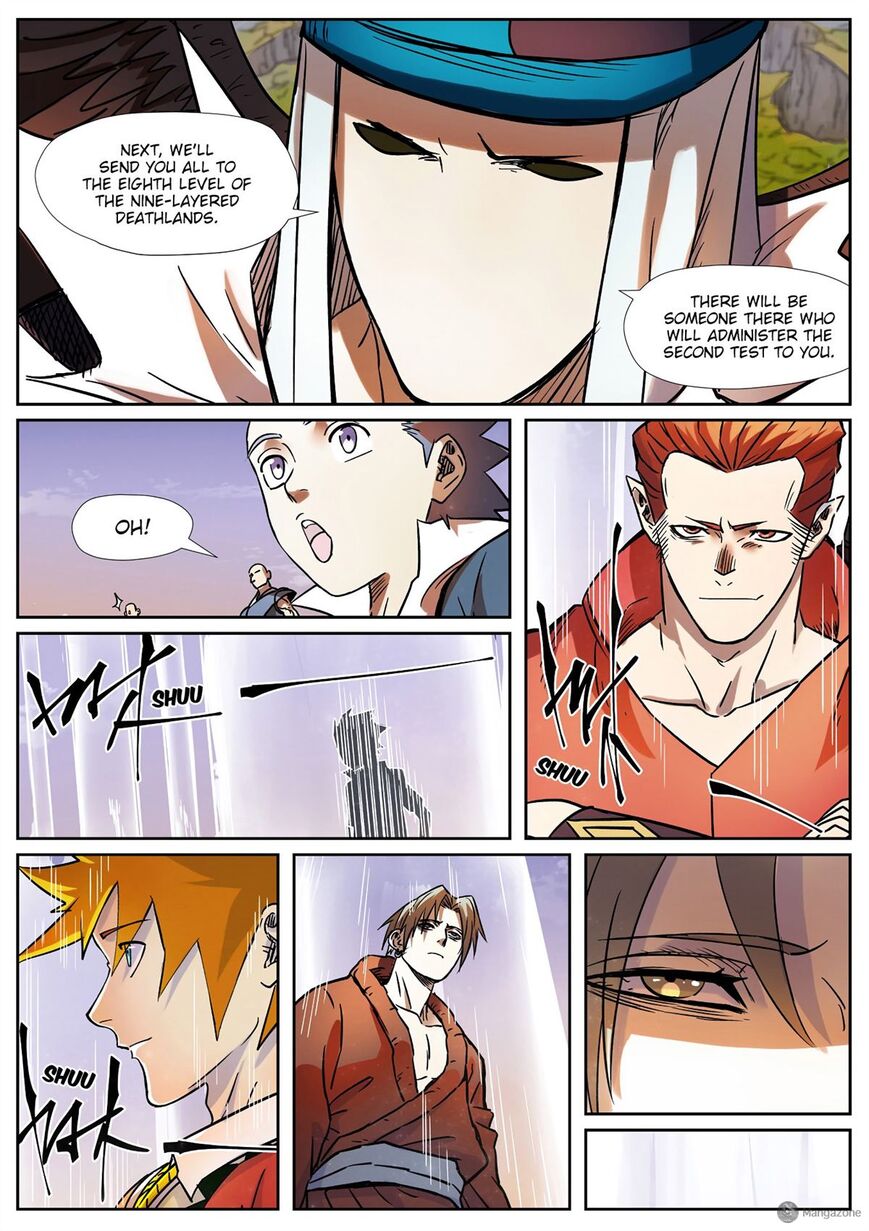 NEXT, WE'LL
SEND YOU ALL TO
THE EIGHTH LEVEL OF
THE NINE-LAYERED
DEATHLANDS.
THERE WILL BE
SOMEONE THERE WHO
WILL ADMINISTER THE
SECOND TEST TO YOU.
OH!
SHUU
SHUU
SHUU
Mangazone